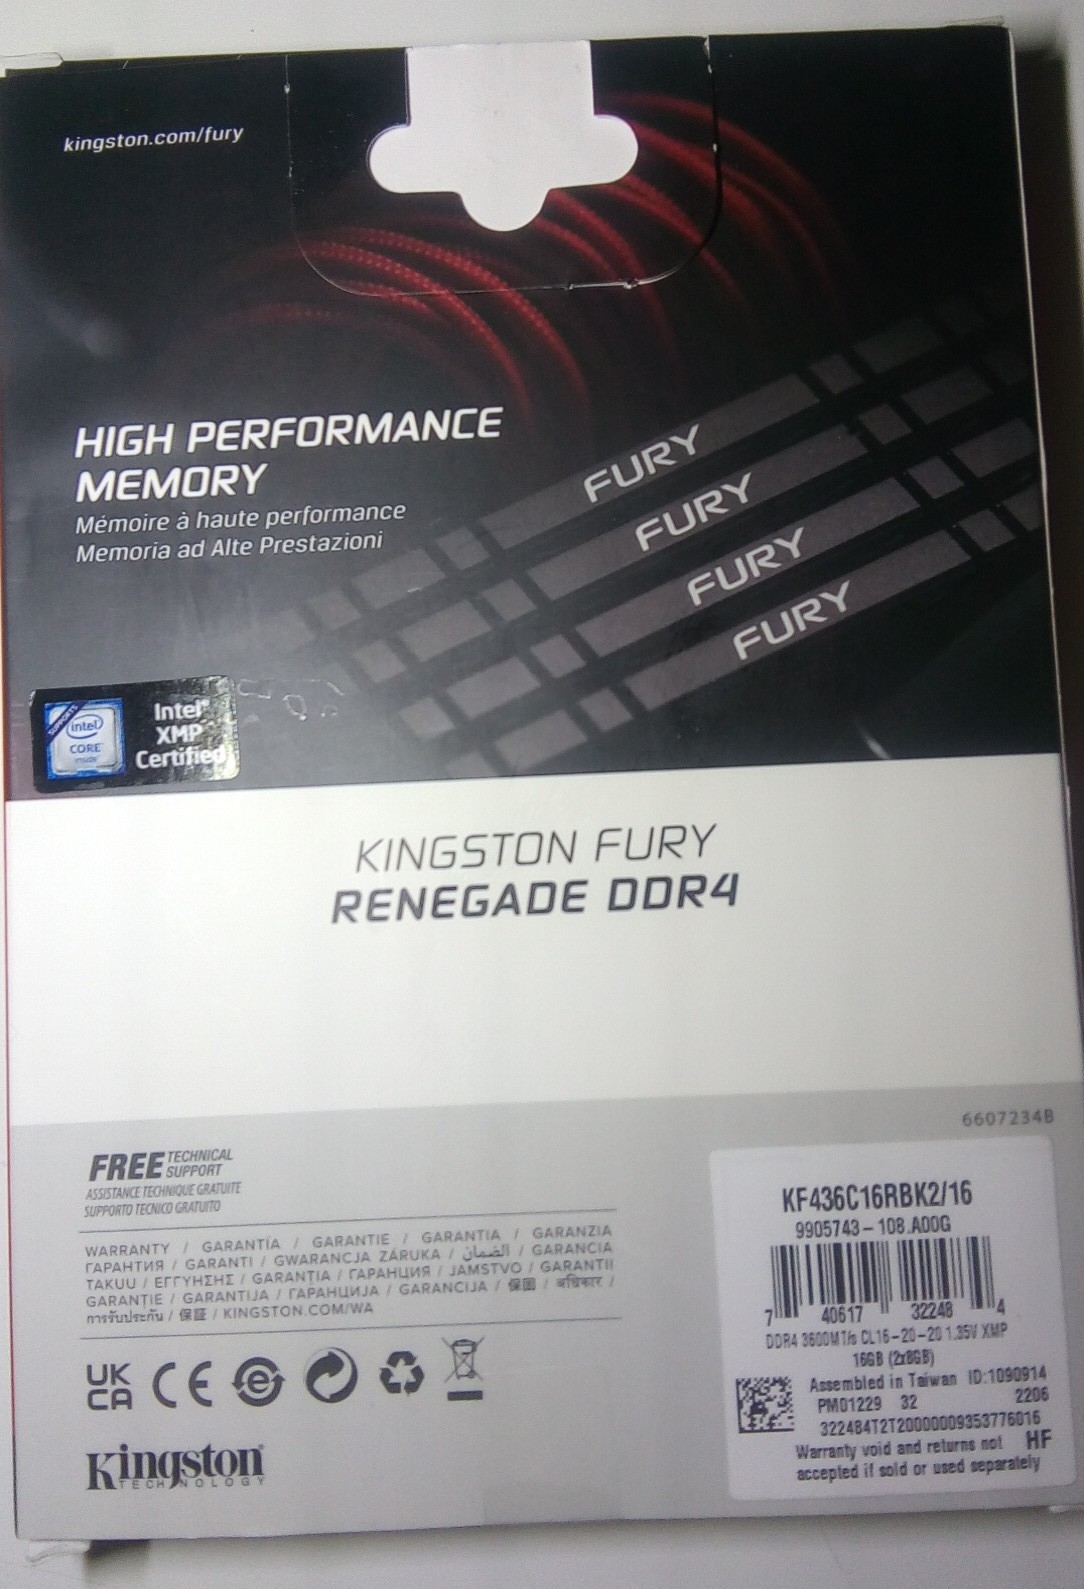 kingston.com/fury
HIGH PERFORMANCE
MEMORY
Mémoire à haute performance
Memoria ad Alte Prestazioni
FURY
FURY
FURY
FURY
SUPPORTS
intel
CORE
inside
Intel®
XMP
Certified
KINGSTON FURY
RENEGADE DDR4
6607234B
FREE TECHNICAL
SUPPORT
ASSISTANCE TECHNIQUE GRATUITE
SUPPORTO TECNICO GRATUITO
WARRANTY / GARANTÍA / GARANTIE / GARANTIA / GARANZIA
ГАРАНТИЯ / GARANTI / GWARANCJA ZÁRUKA / الضمان / GARANCIA
TAKUU / ΕΓΓΥΗΣΗΣ / GARANTIA / ГАРАНЦИЯ / JAMSTVO / GARANTII
GARANȚIE / GARANTIJA / ГАРАНЦИЈА / GARANCIJA / 保固 / अधिकार /
การรับประกัน / 保証 / KINGSTON.COM/WA
UK
CA
CE
Kingston®
TECHNOLOGY
KF436C16RBK2/16
9905743-108.A00G
7 40617 32248 4
DDR4 3600MT/s CL16-20-20 1.35V XMP
16GB (2x8GB)
Assembled in Taiwan ID:1090914
PM01229 32 2206
322484T2T20000009353776016
Warranty void and returns not HF
accepted if sold or used separately